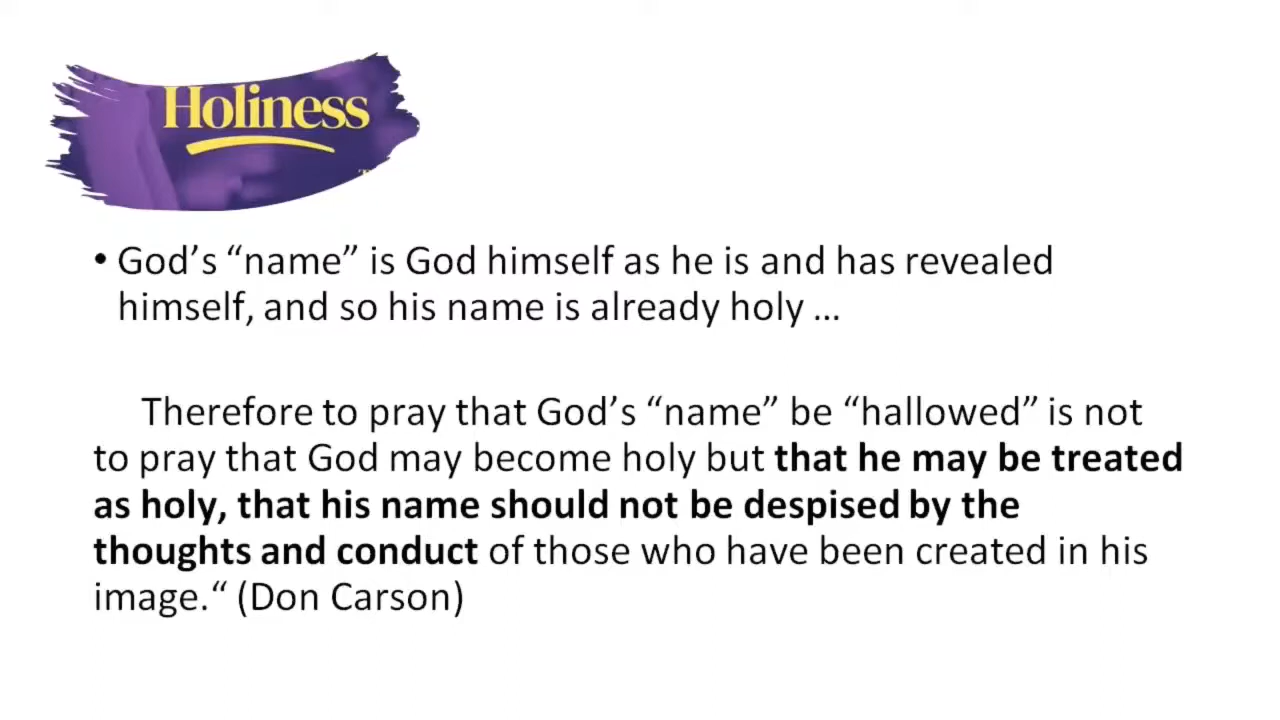 Holiness
• God’s “name” is God himself as he is and has revealed
himself, and so his name is already holy …
Therefore to pray that God’s “name” be “hallowed” is not
to pray that God may become holy but that he may be treated
as holy, that his name should not be despised by the
thoughts and conduct of those who have been created in his
image.“ (Don Carson)